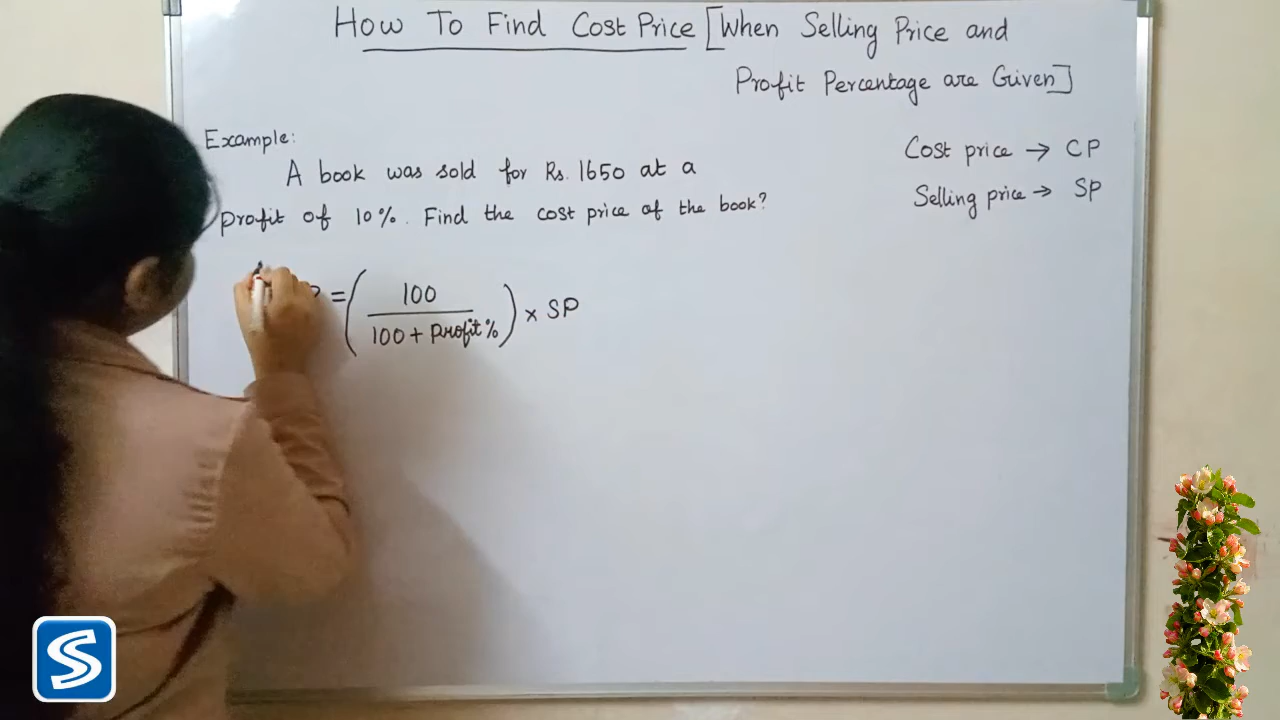 How To Find Cost Price [When Selling Price and
Profit Percentage are Given]
Example:
A book was sold for Rs. 1650 at a
profit of 10%. Find the cost price of the book?
Cost price → CP
Selling price → SP
= ( 100 / 100 + Profit% ) × SP
S